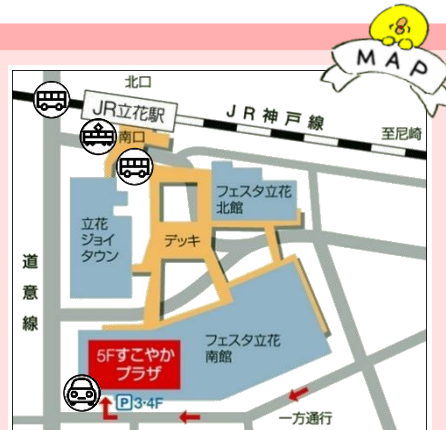 MAP
北口
JR立花駅
JR神戸線
南口
至尼崎
フェスタ立花
北館
立花
ジョイ
タウン
デッキ
道意線
フェスタ立花
南館
5Fすこやか
プラザ
P3・4F
一方通行